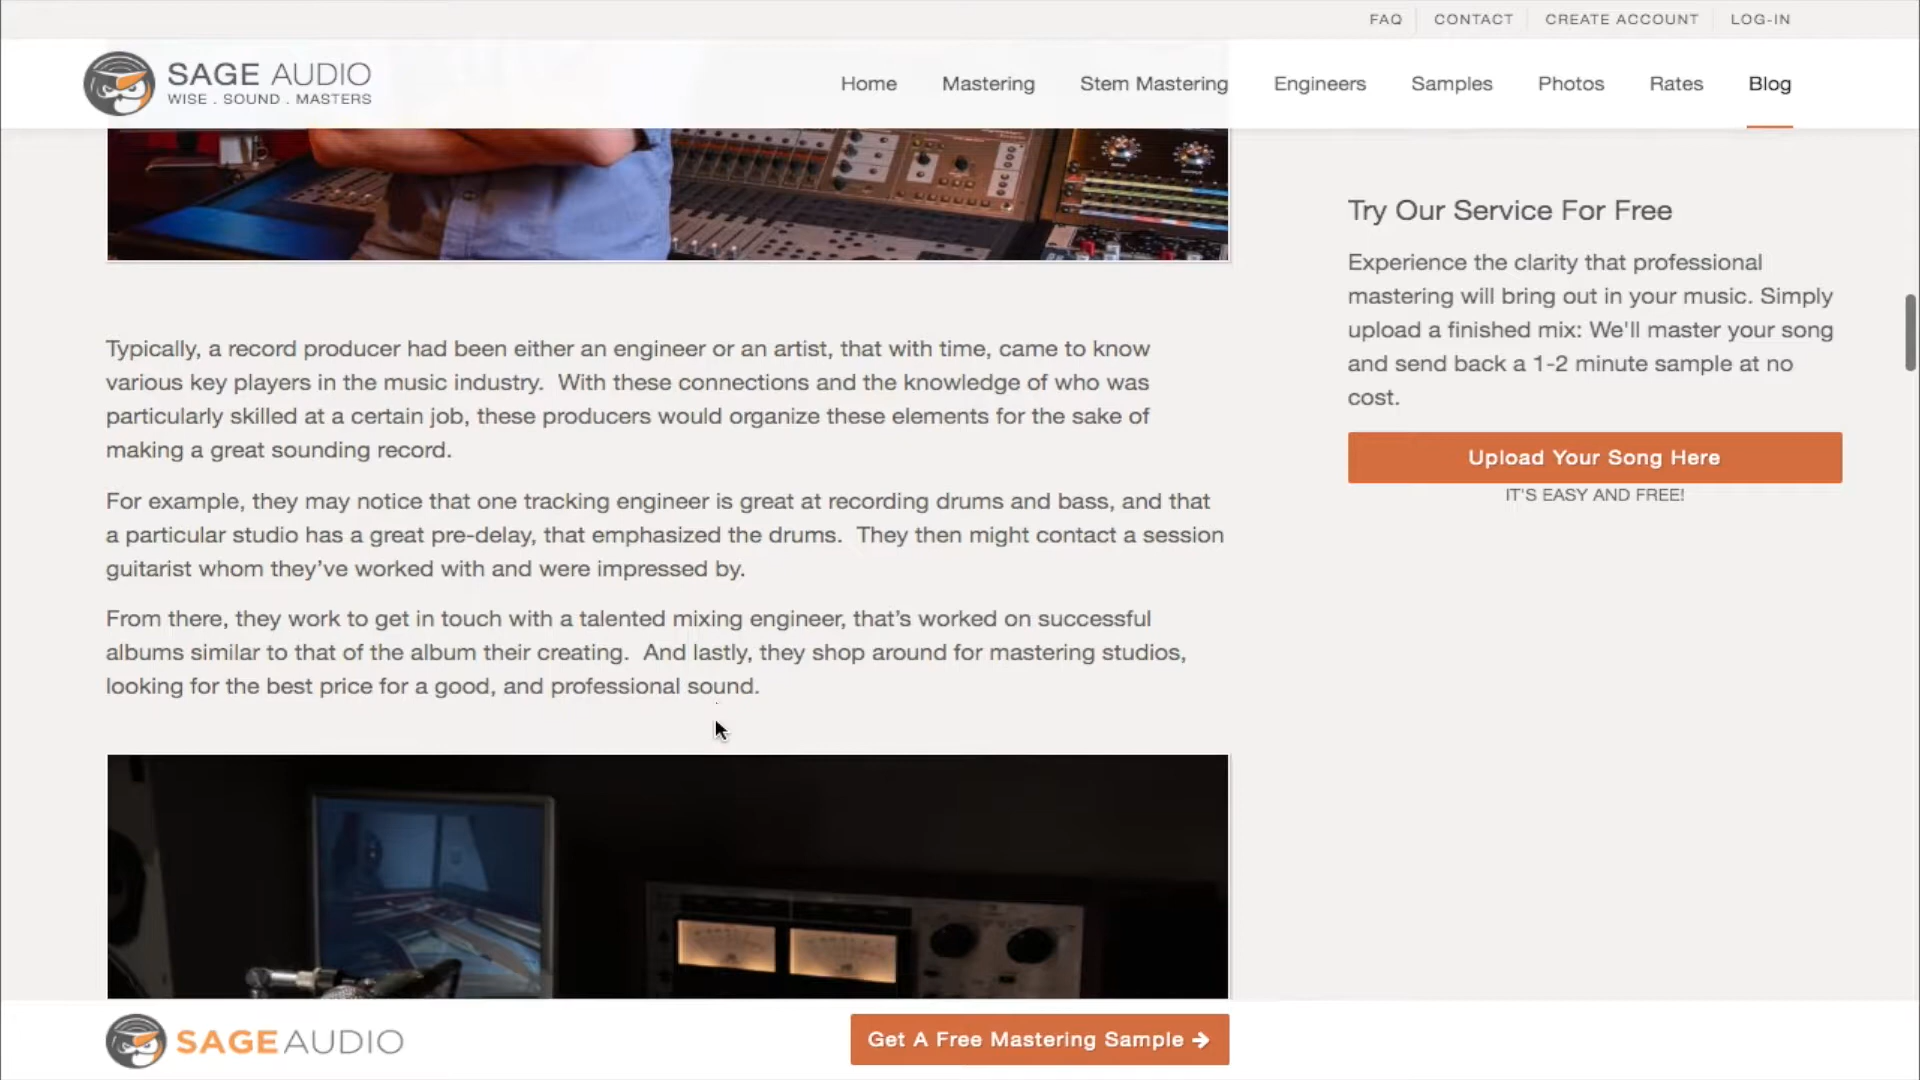 FAQ CONTACT CREATE ACCOUNT LOG-IN
SAGE AUDIO
WISE . SOUND . MASTERS
Home Mastering Stem Mastering Engineers Samples Photos Rates Blog
Typically, a record producer had been either an engineer or an artist, that with time, came to know
various key players in the music industry.  With these connections and the knowledge of who was
particularly skilled at a certain job, these producers would organize these elements for the sake of
making a great sounding record.
For example, they may notice that one tracking engineer is great at recording drums and bass, and that
a particular studio has a great pre-delay, that emphasized the drums.  They then might contact a session
guitarist whom they’ve worked with and were impressed by.
From there, they work to get in touch with a talented mixing engineer, that’s worked on successful
albums similar to that of the album their creating.  And lastly, they shop around for mastering studios,
looking for the best price for a good, and professional sound.
Try Our Service For Free
Experience the clarity that professional
mastering will bring out in your music. Simply
upload a finished mix: We'll master your song
and send back a 1-2 minute sample at no
cost.
Upload Your Song Here
IT'S EASY AND FREE!
SAGE AUDIO
Get A Free Mastering Sample